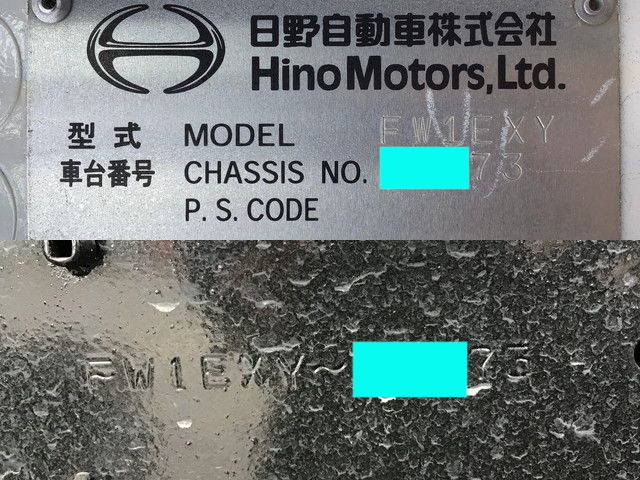 日野自動車株式会社
Hino Motors, Ltd.
型式 MODEL FW1EXY
車台番号 CHASSIS NO. 73
P. S. CODE
FW1EXY~ 73